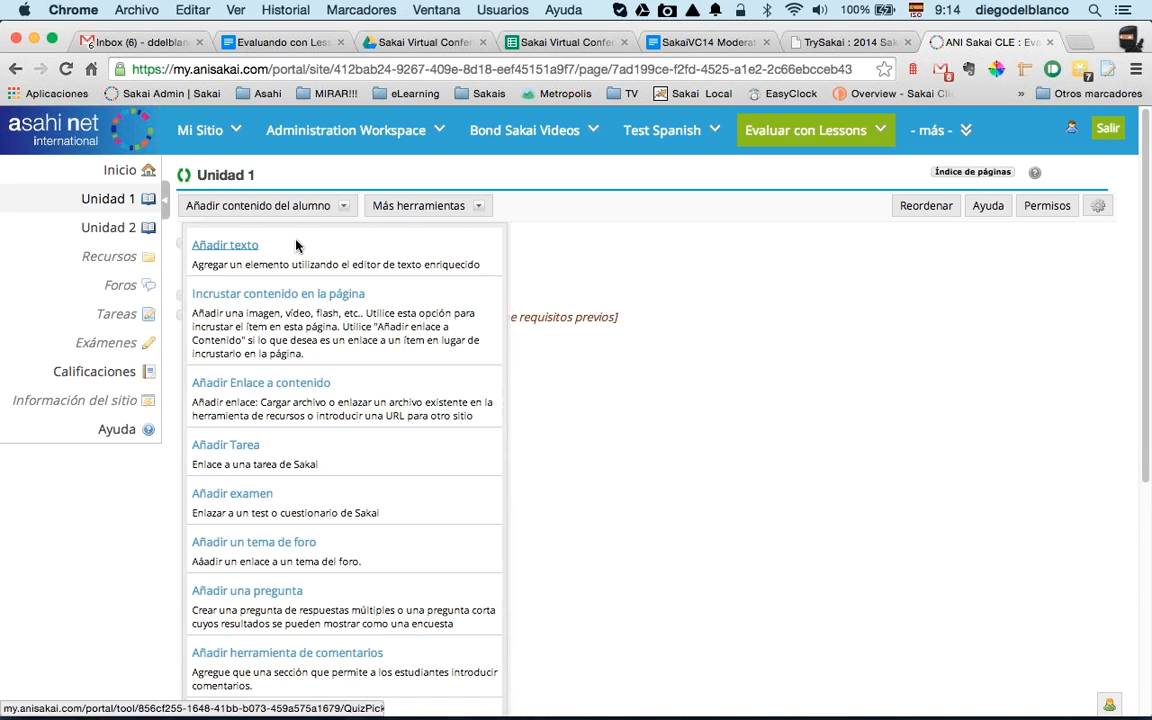 Chrome Archivo Editar Ver Historial Marcadores Ventana Usuarios Ayuda 100% 9:14 diegodelblanco
Inbox (6) - ddelblan
Evaluando con Less
Sakai Virtual Confer
Sakai Virtual Confer
SakaiVC14 Moderat
TrySakai : 2014 Sak
ANI Sakai CLE : Eva
https://my.anisakai.com/portal/site/412bab24-9267-409e-8d18-eef45151a9f7/page/7ad199ce-f2fd-4525-a1e2-2c66ebcceb43
Aplicaciones Sakai Admin | Sakai Asahi MIRAR!!! eLearning Sakais Metropolis TV Sakai Local EasyClock Overview - Sakai Cli » Otros marcadores
asahi net
international
Mi Sitio Administration Workspace Bond Sakai Videos Test Spanish Evaluar con Lessons - más - Salir
Inicio
Unidad 1
Unidad 2
Recursos
Foros
Tareas
Exámenes
Calificaciones
Información del sitio
Ayuda
Unidad 1
Índice de páginas
Añadir contenido del alumno Más herramientas Reordenar Ayuda Permisos
Añadir texto
Agregar un elemento utilizando el editor de texto enriquecido
Incrustar contenido en la página
Añadir una imagen, vídeo, flash, etc.. Utilice esta opción para
incrustar el ítem en esta página. Utilice "Añadir enlace a
Contenido" si lo que desea es un enlace a un ítem en lugar de
incrustarlo en la página.
e requisitos previos]
Añadir Enlace a contenido
Añadir enlace: Cargar archivo o enlazar un archivo existente en la
herramienta de recursos o introducir una URL para otro sitio
Añadir Tarea
Enlace a una tarea de Sakai
Añadir examen
Enlazar a un test o cuestionario de Sakai
Añadir un tema de foro
Aáadir un enlace a un tema del foro.
Añadir una pregunta
Crear una pregunta de respuestas múltiples o una pregunta corta
cuyos resultados se pueden mostrar como una encuesta
Añadir herramienta de comentarios
Agregue que una sección que permite a los estudiantes introducir
comentarios.
my.anisakai.com/portal/tool/856cf255-1648-41bb-b073-459a575a1679/QuizPick